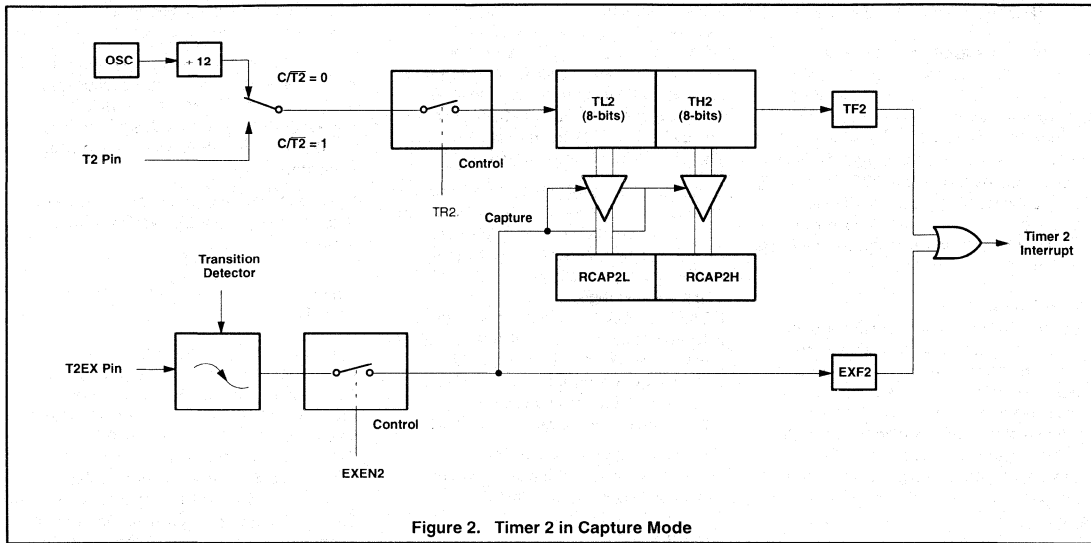 OSC
÷ 12
C/T2̅ = 0
C/T2̅ = 1
T2 Pin
Control
TR2
TL2
(8-bits)
TH2
(8-bits)
TF2
Capture
RCAP2L
RCAP2H
Timer 2
Interrupt
Transition
Detector
T2EX Pin
Control
EXEN2
EXF2
Figure 2. Timer 2 in Capture Mode